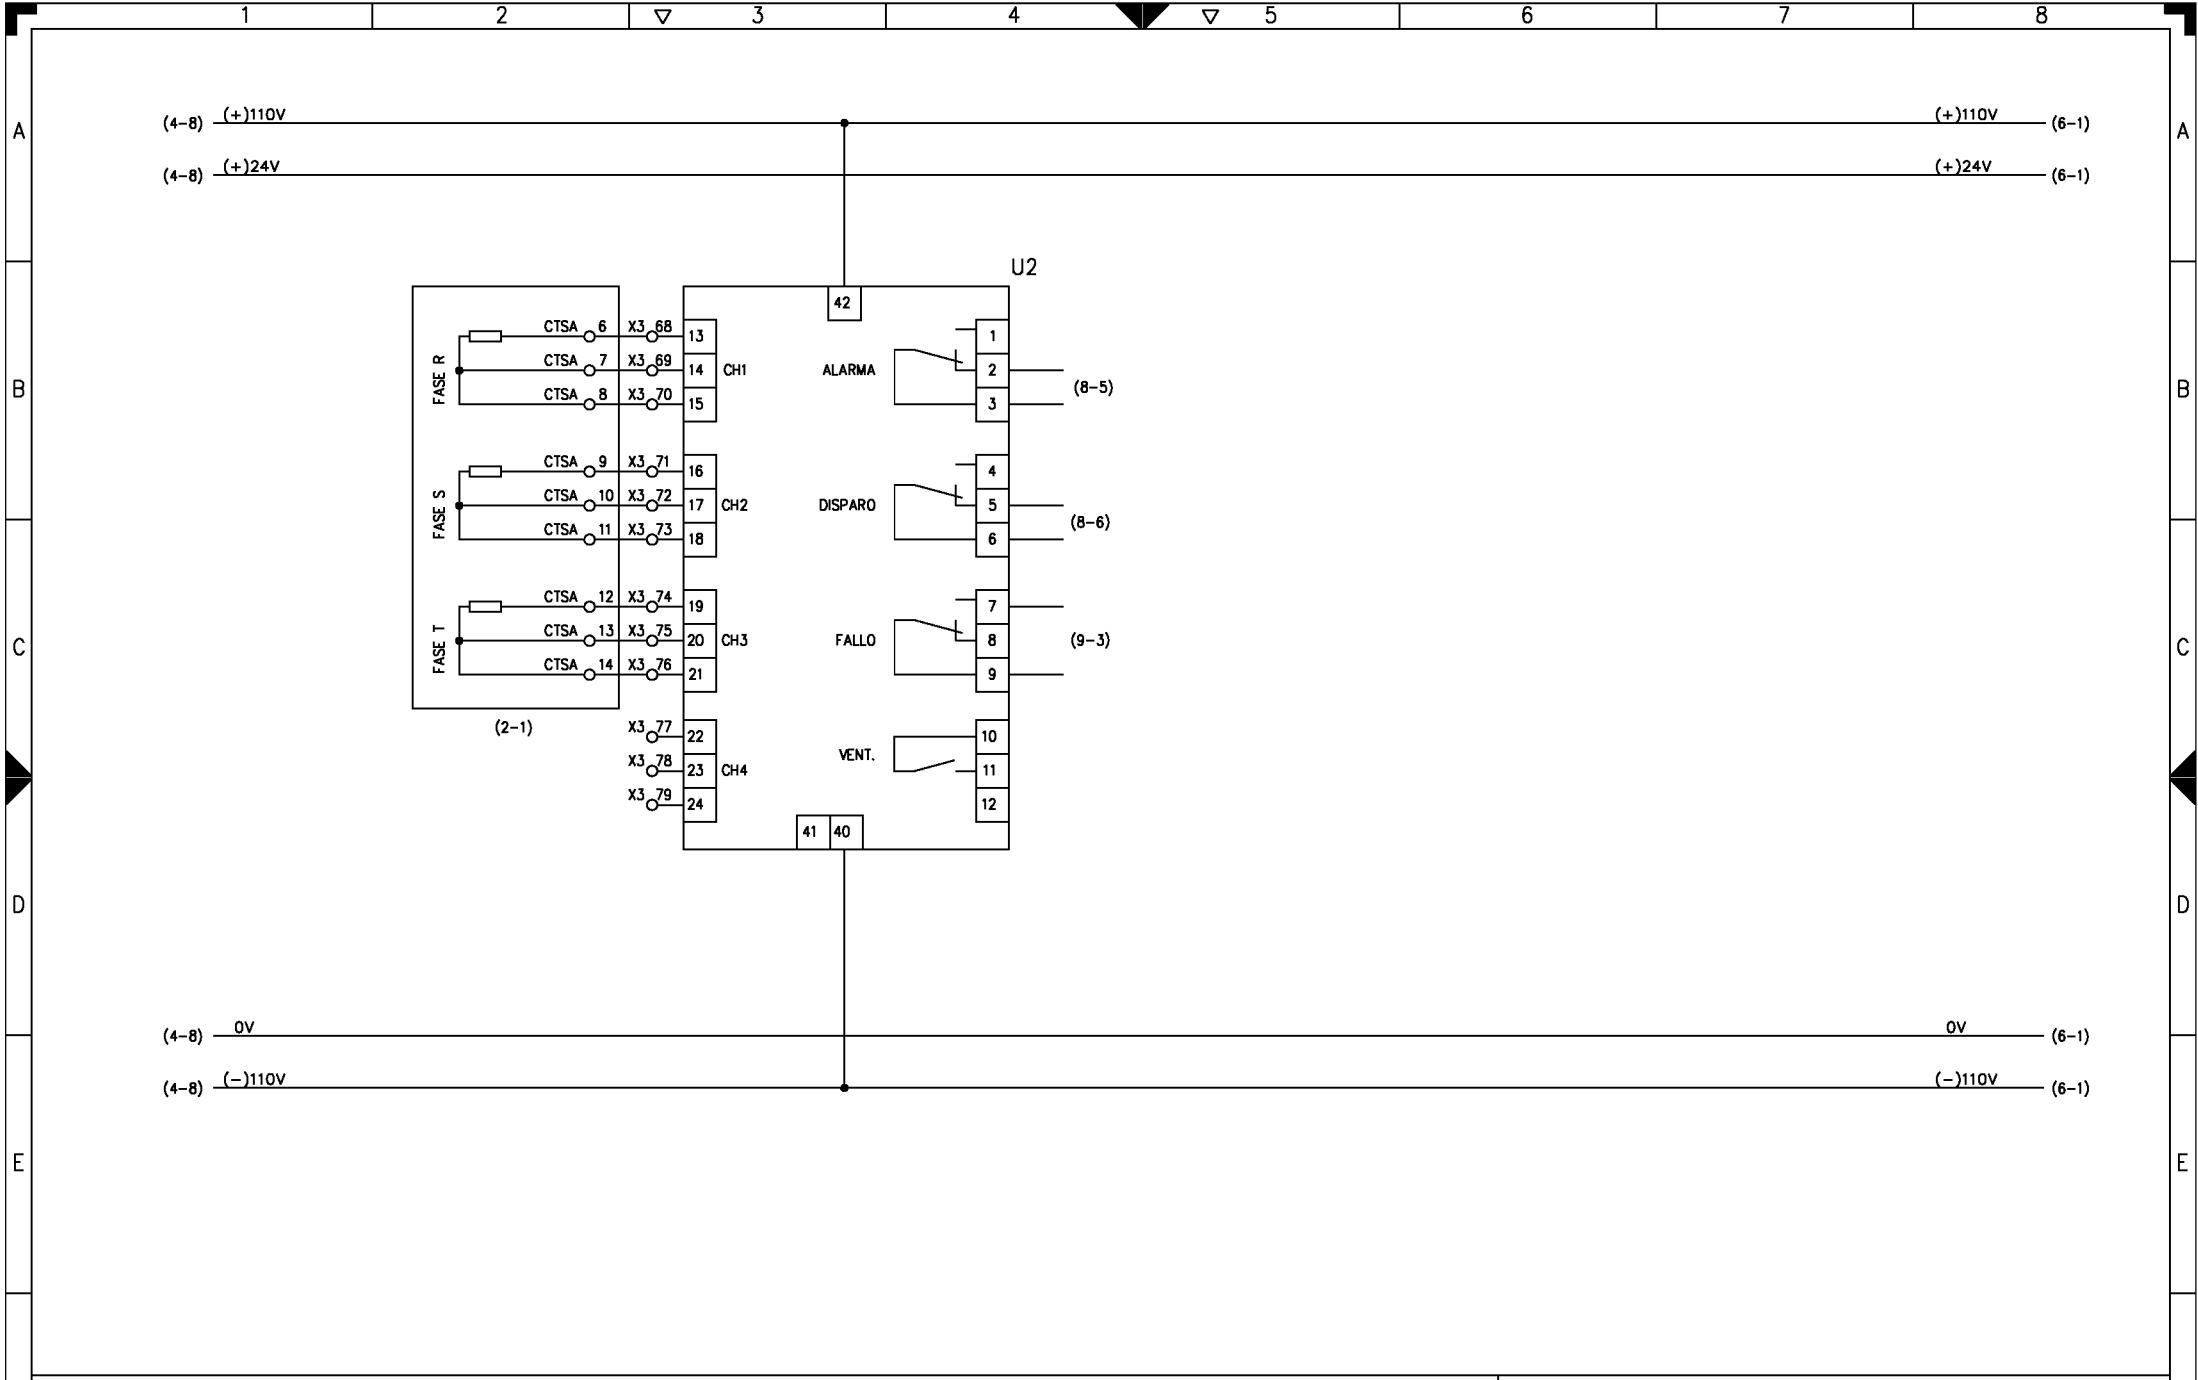 1 2 3 4 5 6 7 8
A A
(4-8) (+)110V (+)110V (6-1)
(4-8) (+)24V (+)24V (6-1)
U2
42
B B
FASE R
CTSA 6 X3 68 13
CTSA 7 X3 69 14 CH1
CTSA 8 X3 70 15
ALARMA
1
2
3
(8-5)
FASE S
CTSA 9 X3 71 16
CTSA 10 X3 72 17 CH2
CTSA 11 X3 73 18
DISPARO
4
5
6
(8-6)
C C
FASE T
CTSA 12 X3 74 19
CTSA 13 X3 75 20 CH3
CTSA 14 X3 76 21
FALLO
7
8
9
(9-3)
(2-1)
X3 77 22
X3 78 23 CH4
X3 79 24
VENT.
10
11
12
41 40
D D
(4-8) 0V 0V (6-1)
(4-8) (-)110V (-)110V (6-1)
E E